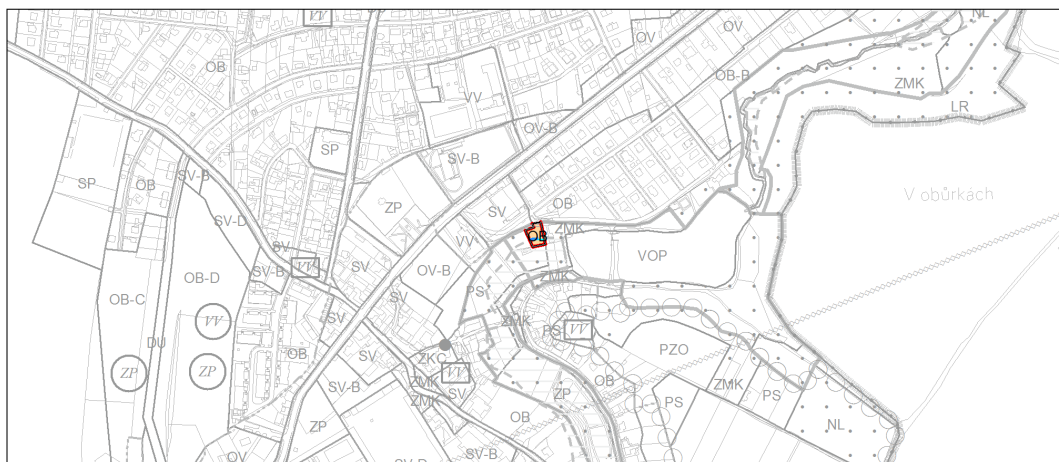 VV
NL
OV
OV
OB
OB-B
ZMK
VV
LR
OV-B
SP
SP
OB
SV-B
SV-B
V obůrkách
ZP
SV
OB
SV-D
OB
ZMK
SV
VV
VOP
SV-B
VV
SV
OV-B
ZMK
OB-C
OB-D
PS
SV
SV
VV
ZMK
PS
VV
DU
PZO
OB
ZKC
SV
ZP
ZP
VV
ZMK
SV
OB
ZMK
PS
SV-B
ZMK
ZP
PS
OB
ZP
NL
SV-B
OV